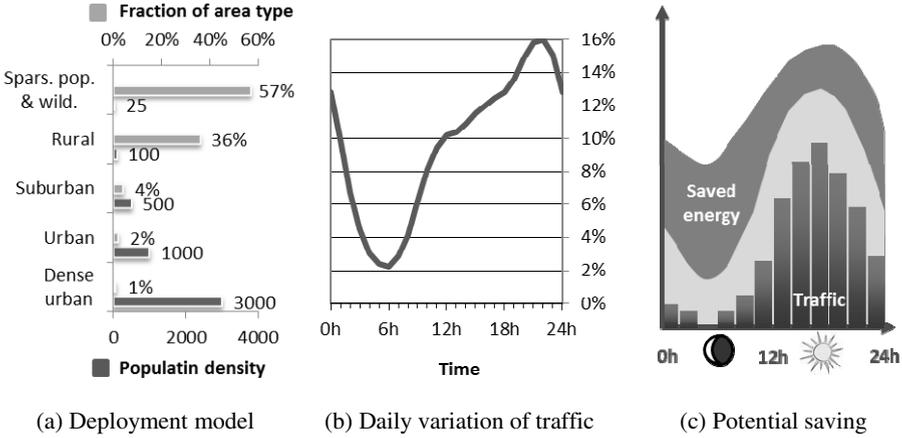 Fraction of area type
0% 20% 40% 60%
Spars. pop.
& wild.
57%
25
Rural
36%
100
Suburban
4%
500
Urban
2%
1000
Dense
urban
1%
3000
0 2000 4000
Populatin density
(a) Deployment model
16%
14%
12%
10%
8%
6%
4%
2%
0%
0h 6h 12h 18h 24h
Time
(b) Daily variation of traffic
Saved
energy
Traffic
0h 12h 24h
(c) Potential saving